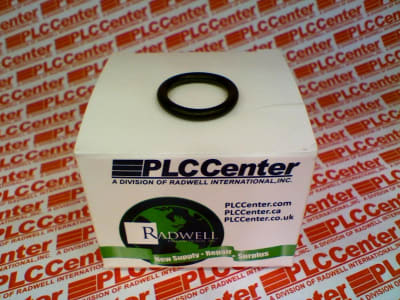 PLCCenter
A DIVISION OF RADWELL INTERNATIONAL, INC.
PLCCenter.com
PLCCenter.ca
PLCCenter.co.uk
RADWELL
New Supply - Repair - Surplus